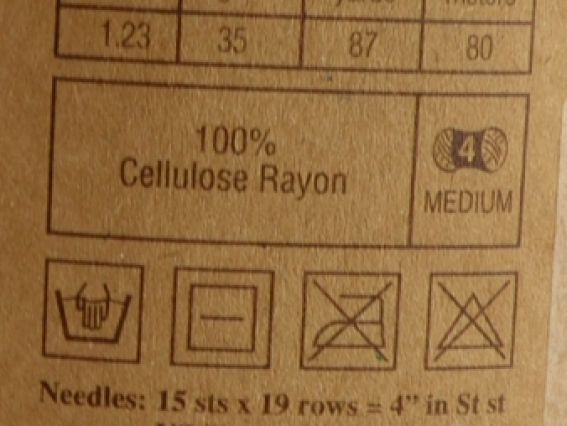 1.23 35 87 80
100%
Cellulose Rayon
4
MEDIUM
Needles: 15 sts x 19 rows = 4" in St st